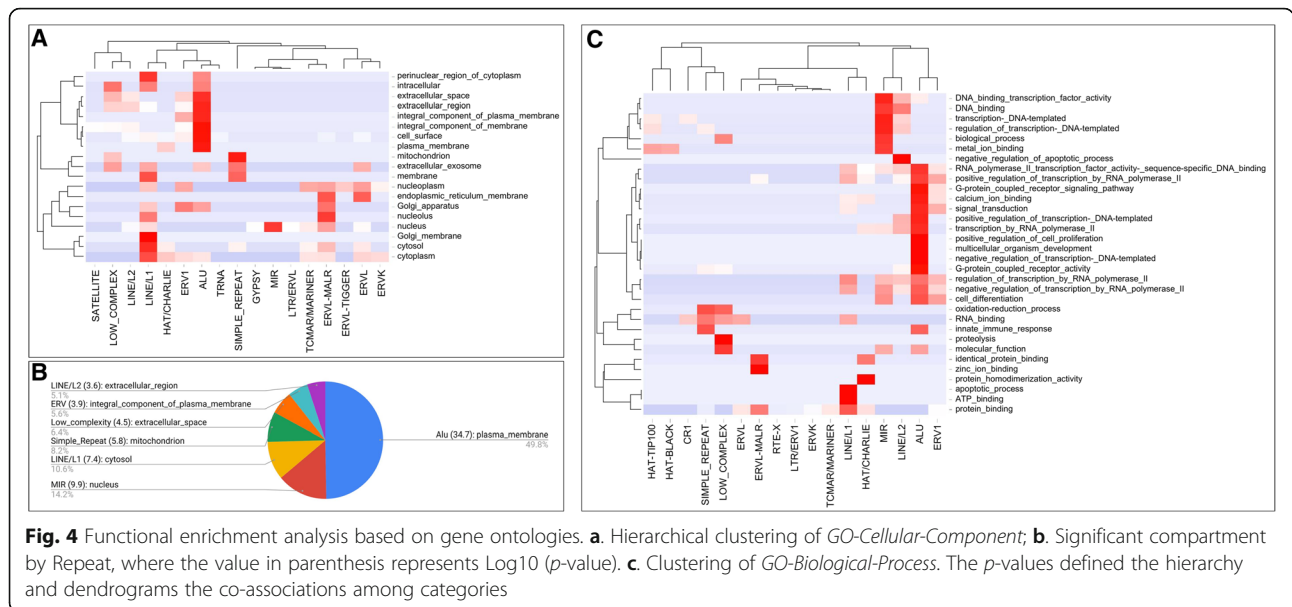 A
perinuclear_region_of_cytoplasm
intracellular
extracellular_space
extracellular_region
integral_component_of_plasma_membrane
integral_component_of_membrane
cell_surface
plasma_membrane
mitochondrion
extracellular_exosome
membrane
nucleoplasm
endoplasmic_reticulum_membrane
Golgi_apparatus
nucleolus
nucleus
Golgi_membrane
cytosol
cytoplasm
SATELLITE
LOW_COMPLEX
LINE/L2
LINE/L1
HAT/CHARLIE
ERV1
ALU
TRNA
SIMPLE_REPEAT
GYPSY
MIR
LTR/ERVL
TCMAR/MARINER
ERVL-MALR
ERVL-TIGGER
ERVL
ERVK
B
LINE/L2 (3.6): extracellular_region
5.1%
ERV (3.9): integral_component_of_plasma_membrane
5.6%
Low_complexity (4.5): extracellular_space
6.4%
Simple_Repeat (5.8): mitochondrion
8.2%
LINE/L1 (7.4): cytosol
10.6%
MIR (9.9): nucleus
14.2%
Alu (34.7): plasma_membrane
49.8%
C
DNA_binding_transcription_factor_activity
DNA_binding
transcription-_DNA-templated
regulation_of_transcription-_DNA-templated
biological_process
metal_ion_binding
negative_regulation_of_apoptotic_process
RNA_polymerase_II_transcription_factor_activity-_sequence-specific_DNA_binding
positive_regulation_of_transcription_by_RNA_polymerase_II
G-protein_coupled_receptor_signaling_pathway
calcium_ion_binding
signal_transduction
positive_regulation_of_transcription-_DNA-templated
transcription_by_RNA_polymerase_II
positive_regulation_of_cell_proliferation
multicellular_organism_development
negative_regulation_of_transcription-_DNA-templated
G-protein_coupled_receptor_activity
regulation_of_transcription_by_RNA_polymerase_II
negative_regulation_of_transcription_by_RNA_polymerase_II
cell_differentiation
oxidation-reduction_process
RNA_binding
innate_immune_response
proteolysis
molecular_function
identical_protein_binding
zinc_ion_binding
protein_homodimerization_activity
apoptotic_process
ATP_binding
protein_binding
HAT-TIP100
HAT-BLACK
CR1
SIMPLE_REPEAT
LOW_COMPLEX
ERVL
ERVL-MALR
RTE-X
LTR/ERV1
ERVK
TCMAR/MARINER
LINE/L1
HAT/CHARLIE
MIR
LINE/L2
ALU
ERV1
Fig. 4 Functional enrichment analysis based on gene ontologies. a. Hierarchical clustering of GO-Cellular-Component; b. Significant compartment
by Repeat, where the value in parenthesis represents Log10 (p-value). c. Clustering of GO-Biological-Process. The p-values defined the hierarchy
and dendrograms the co-associations among categories